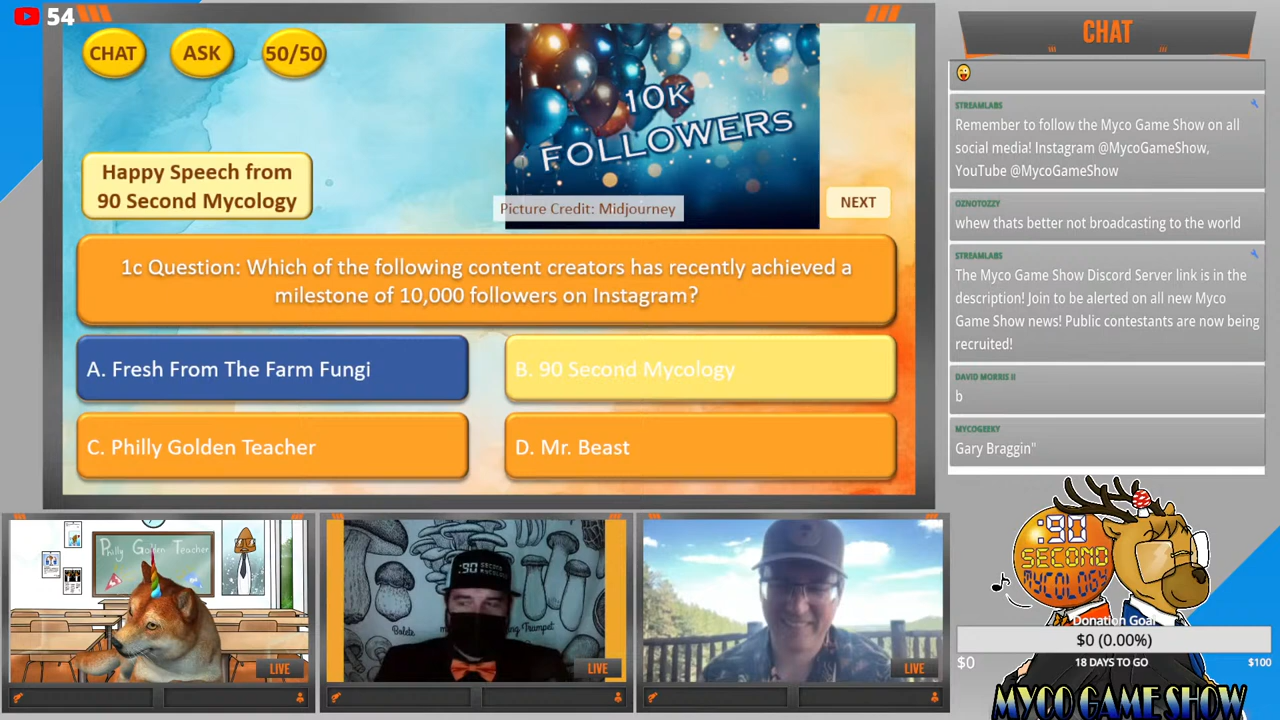 54
CHAT
ASK
50/50
10K
FOLLOWERS
Happy Speech from
90 Second Mycology
Picture Credit: Midjourney
NEXT
1c Question: Which of the following content creators has recently achieved a
milestone of 10,000 followers on Instagram?
A. Fresh From The Farm Fungi
B. 90 Second Mycology
C. Philly Golden Teacher
D. Mr. Beast
CHAT
STREAMLABS
Remember to follow the Myco Game Show on all
social media! Instagram @MycoGameShow,
YouTube @MycoGameShow
OZNOTOZZY
whew thats better not broadcasting to the world
STREAMLABS
The Myco Game Show Discord Server link is in the
description! Join to be alerted on all new Myco
Game Show news! Public contestants are now being
recruited!
DAVID MORRIS II
b
MYCOGEEKY
Gary Braggin"
Philly Golden Teacher
LIVE
:90 SECOND
MYCOLOGY
Bolete
Trumpet
LIVE
LIVE
:90
SECOND
MYCOLOGY
Donation Goal
$0 (0.00%)
$0
18 DAYS TO GO
$100
MYCO GAME SHOW